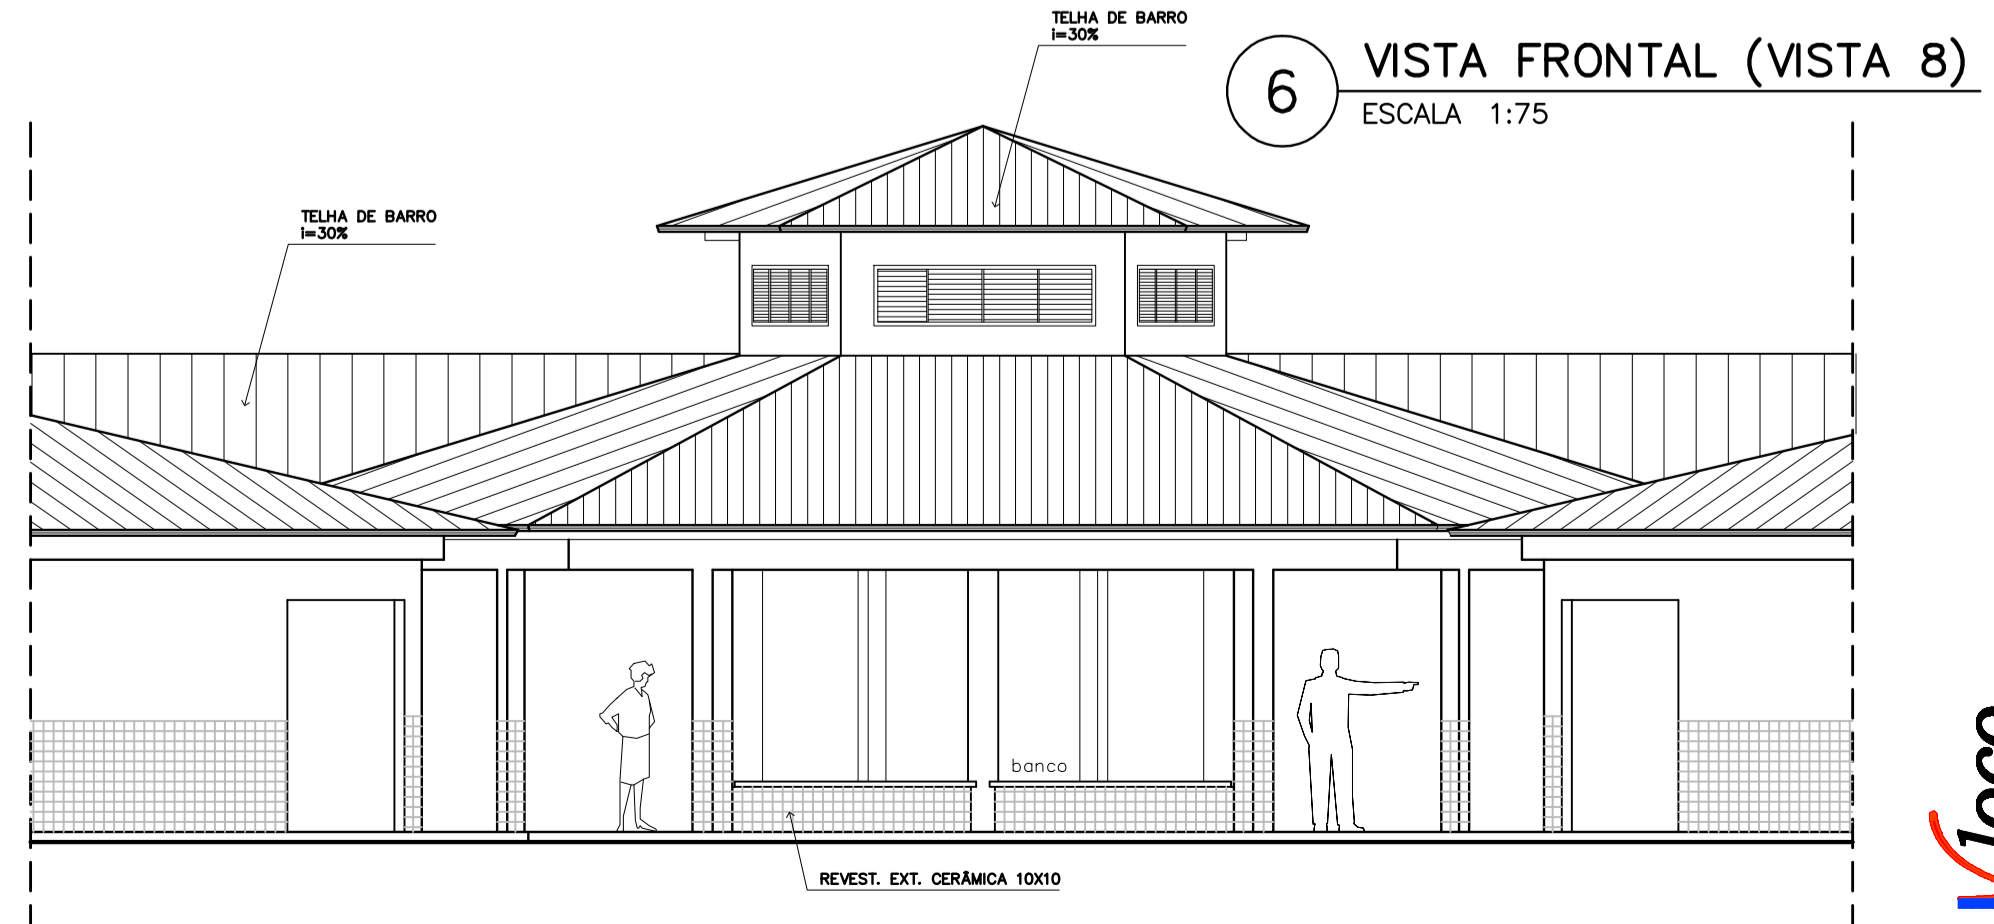 TELHA DE BARRO
i=30%
6
VISTA FRONTAL (VISTA 8)
ESCALA 1:75
TELHA DE BARRO
i=30%
banco
REVEST. EXT. CERÂMICA 10X10